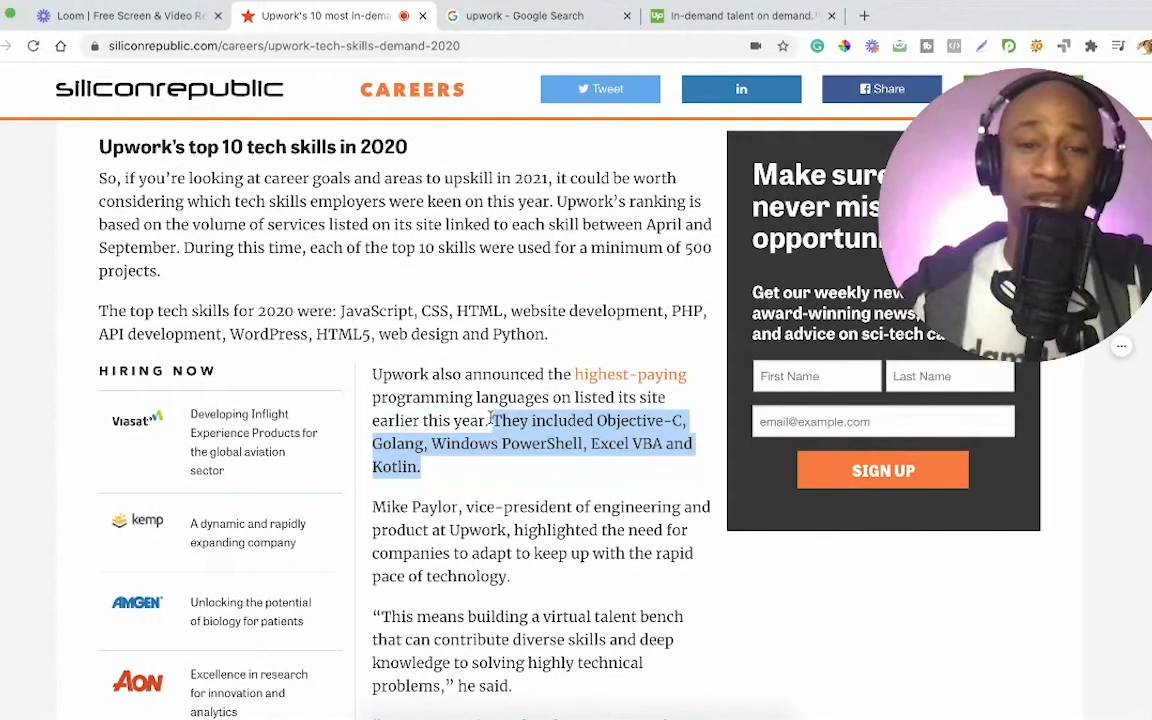 Loom | Free Screen & Video Re
Upwork's 10 most in-dema
upwork - Google Search
In-demand talent on demand.
siliconrepublic.com/careers/upwork-tech-skills-demand-2020
siliconrepublic
CAREERS
Tweet
in
Share
Upwork's top 10 tech skills in 2020
So, if you're looking at career goals and areas to upskill in 2021, it could be worth
considering which tech skills employers were keen on this year. Upwork's ranking is
based on the volume of services listed on its site linked to each skill between April and
September. During this time, each of the top 10 skills were used for a minimum of 500
projects.
The top tech skills for 2020 were: JavaScript, CSS, HTML, website development, PHP,
API development, WordPress, HTML5, web design and Python.
HIRING NOW
Viasat
Developing Inflight
Experience Products for
the global aviation
sector
kemp
A dynamic and rapidly
expanding company
AMGEN
Unlocking the potential
of biology for patients
AON
Excellence in research
for innovation and
analytics
Upwork also announced the highest-paying
programming languages on listed its site
earlier this year. They included Objective-C,
Golang, Windows PowerShell, Excel VBA and
Kotlin.
Mike Paylor, vice-president of engineering and
product at Upwork, highlighted the need for
companies to adapt to keep up with the rapid
pace of technology.
“This means building a virtual talent bench
that can contribute diverse skills and deep
knowledge to solving highly technical
problems,” he said.
Make sure
never mis
opportun
Get our weekly new
award-winning news,
and advice on sci-tech ca
First Name
Last Name
email@example.com
SIGN UP